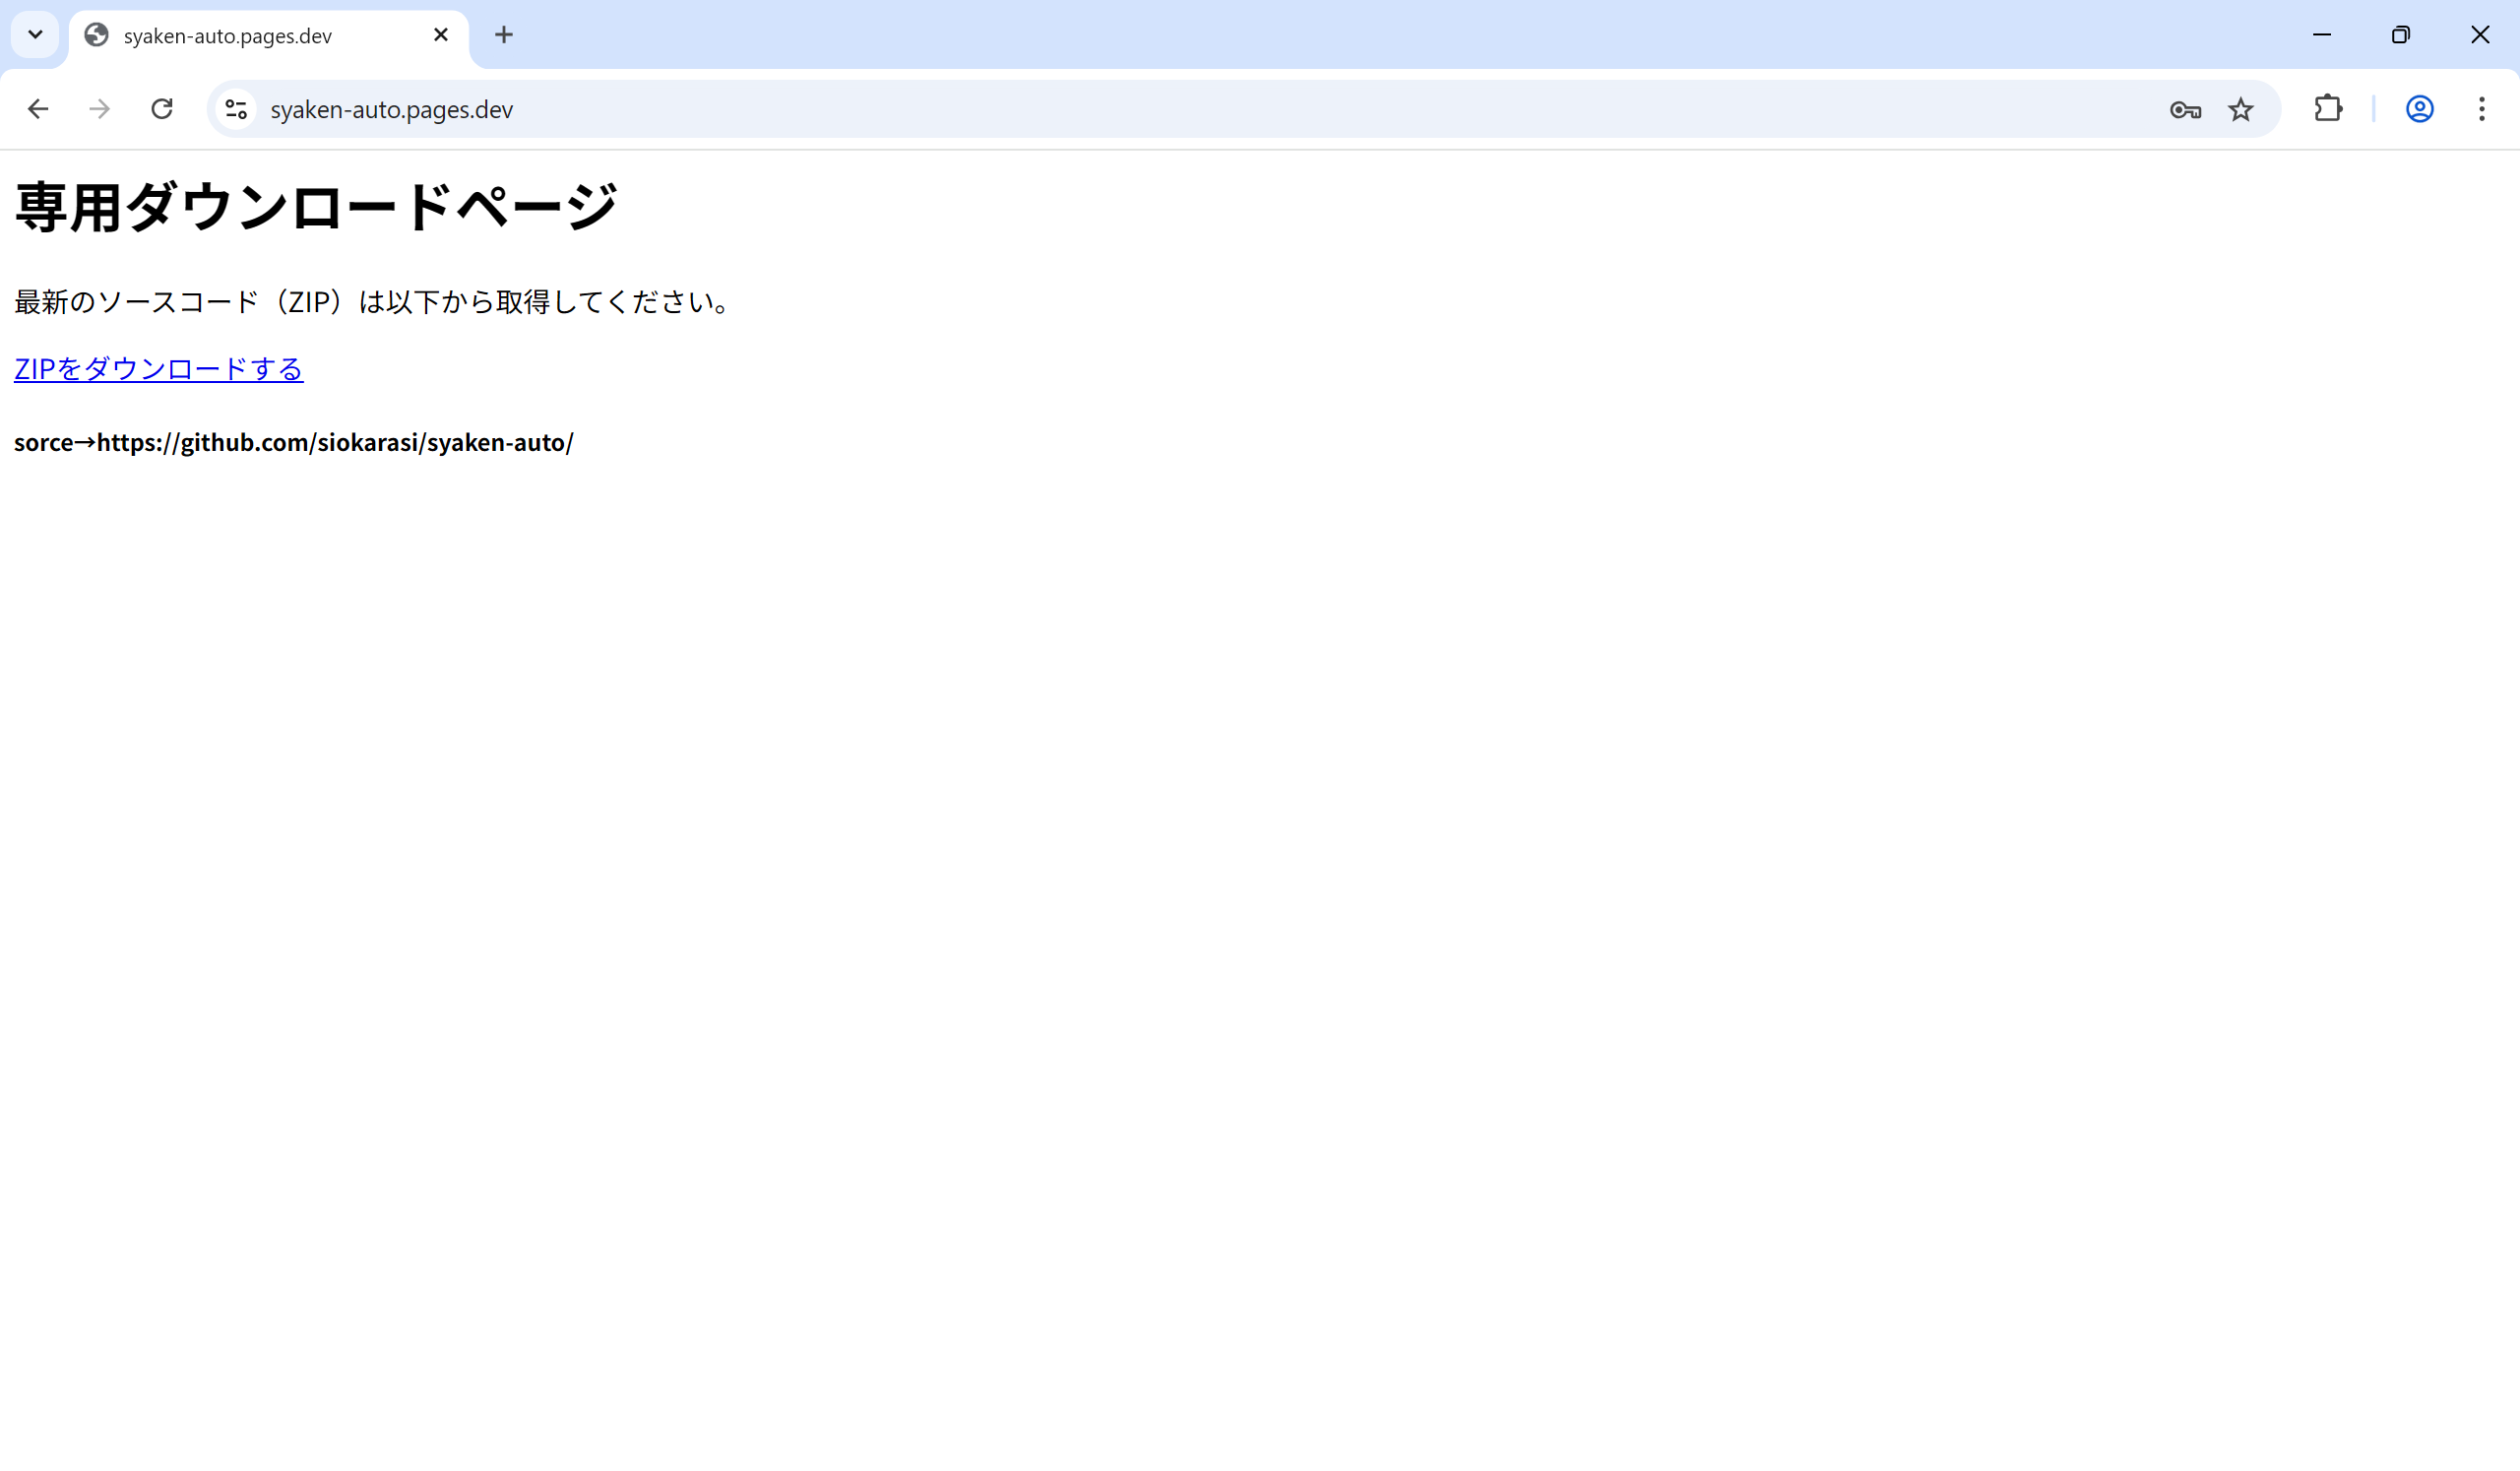 syaken-auto.pages.dev
syaken-auto.pages.dev
専用ダウンロードページ
最新のソースコード（ZIP）は以下から取得してください。
ZIPをダウンロードする
sorce→https://github.com/siokarasi/syaken-auto/